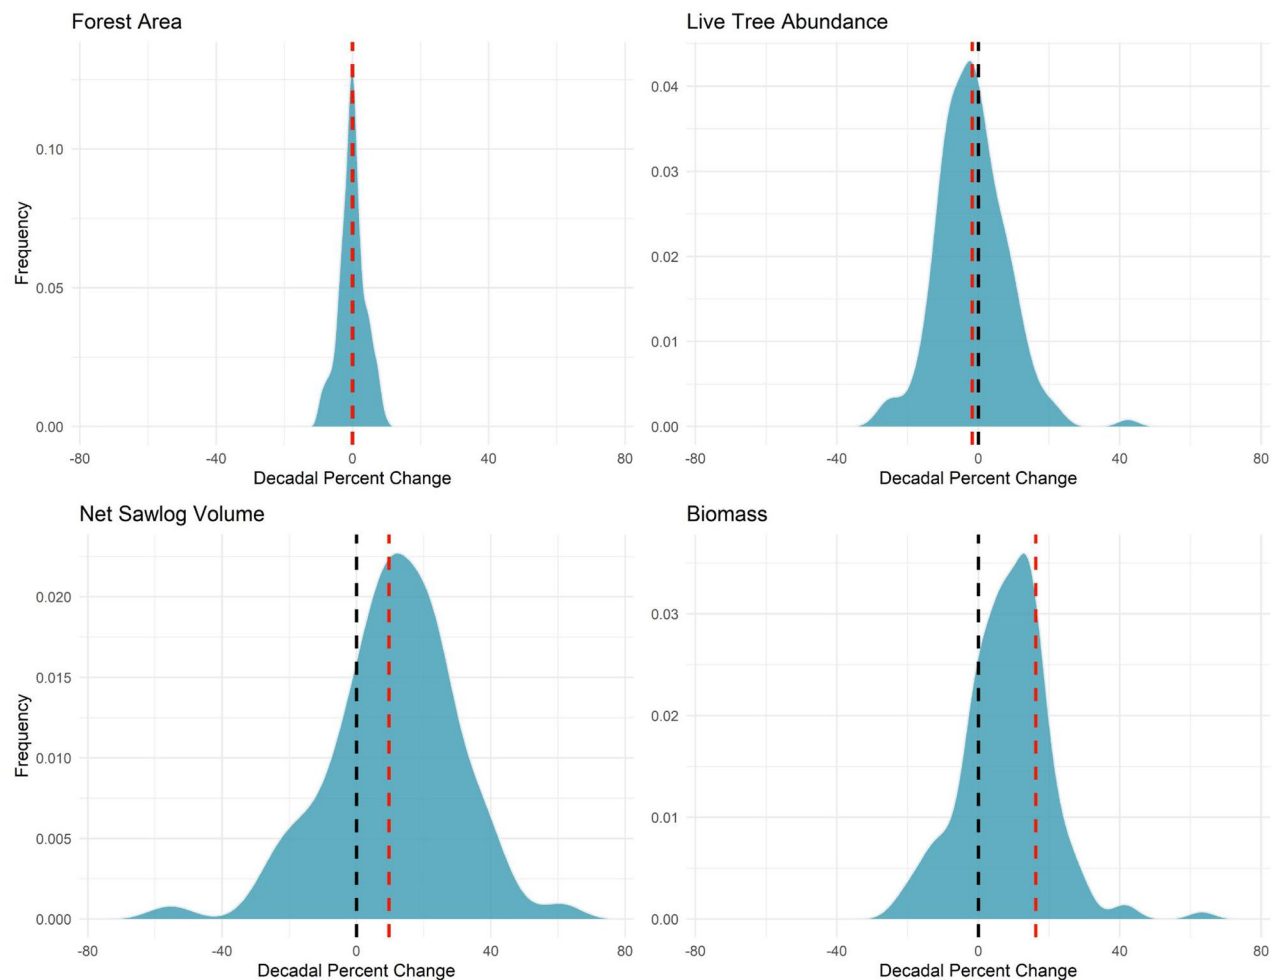 Forest Area
Frequency
0.10
0.05
0.00
-80 -40 0 40 80
Decadal Percent Change
Live Tree Abundance
0.04
0.03
0.02
0.01
0.00
-80 -40 0 40 80
Decadal Percent Change
Net Sawlog Volume
Frequency
0.020
0.015
0.010
0.005
0.000
-80 -40 0 40 80
Decadal Percent Change
Biomass
0.03
0.02
0.01
0.00
-80 -40 0 40 80
Decadal Percent Change